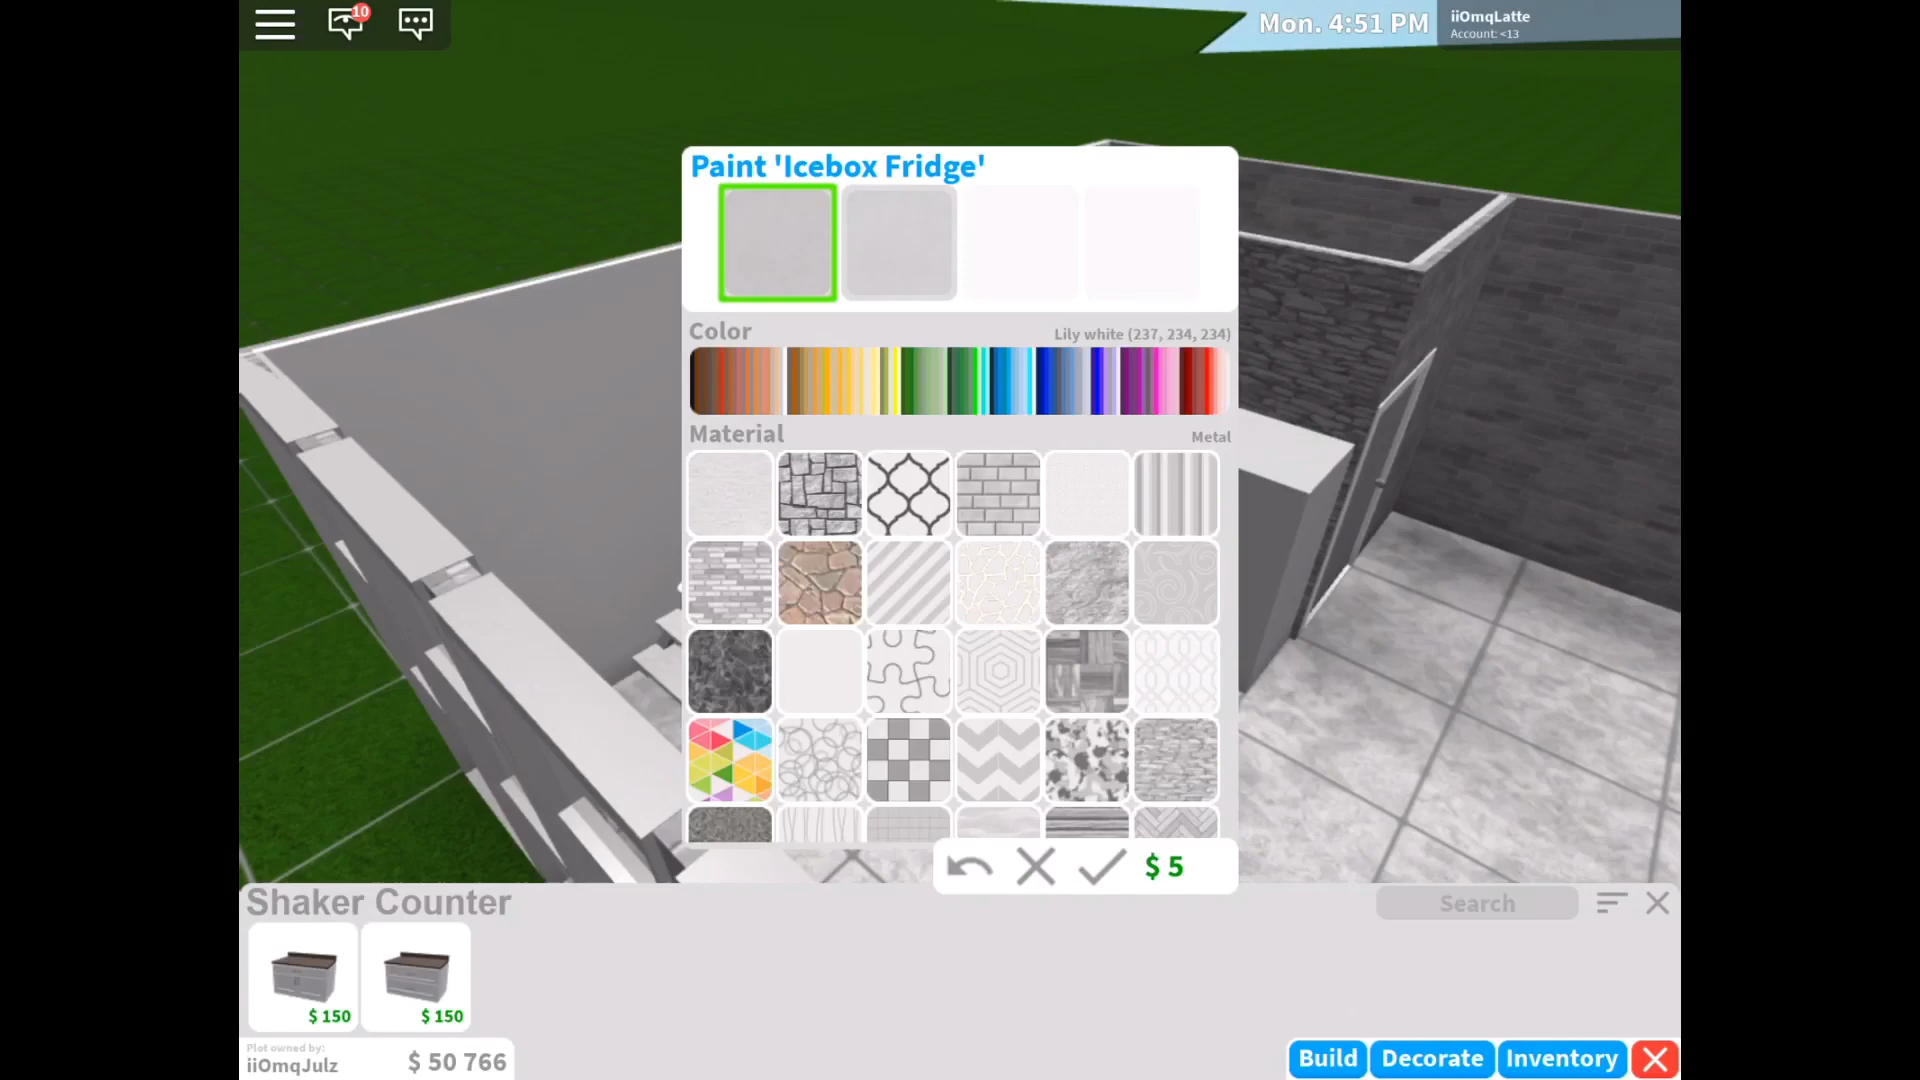 10
Mon. 4:51 PM
iiOmqLatte
Account: <13
Paint 'Icebox Fridge'
Color
Lily white (237, 234, 234)
Material
Metal
$ 5
Shaker Counter
Search
$ 150
$ 150
Plot owned by:
iiOmqJulz
$ 50 766
Build
Decorate
Inventory